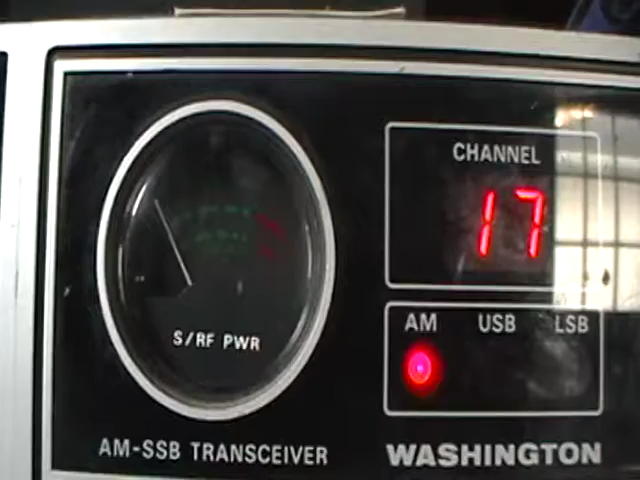 CHANNEL
17
AM USB LSB
S/RF PWR
AM-SSB TRANSCEIVER
WASHINGTON